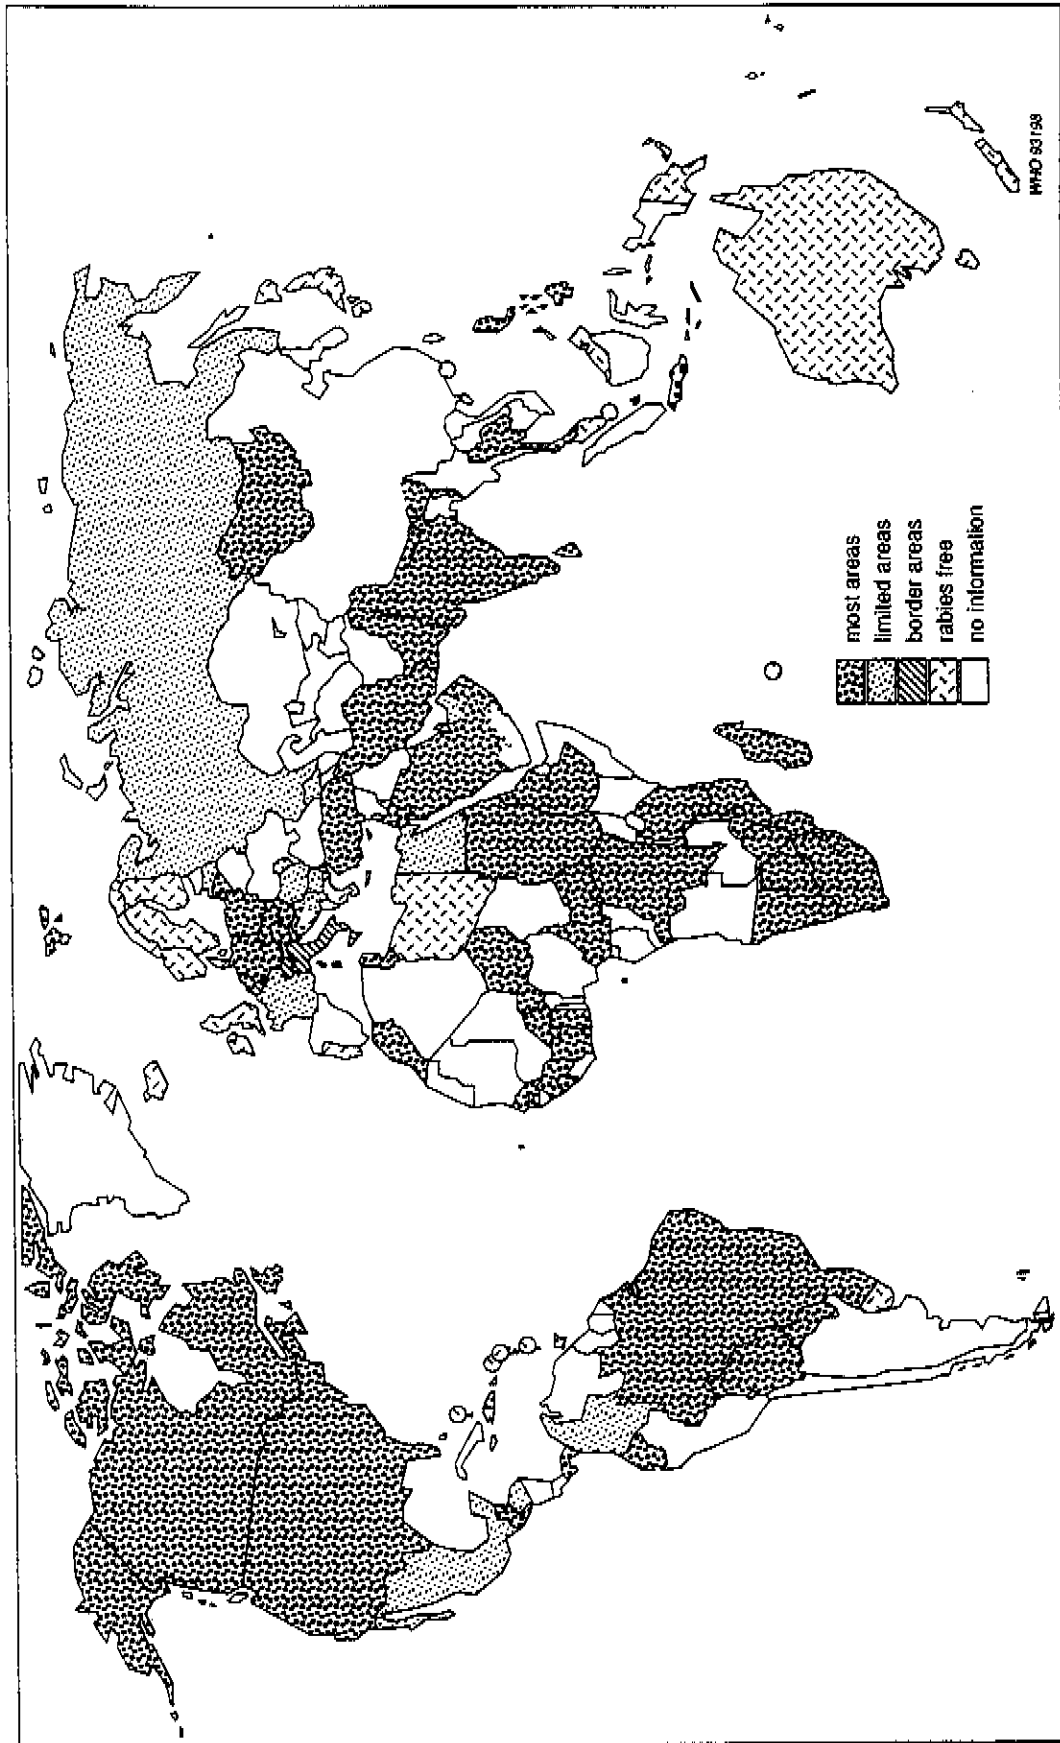 most areas
limited areas
border areas
rabies free
no information
WHO 93198